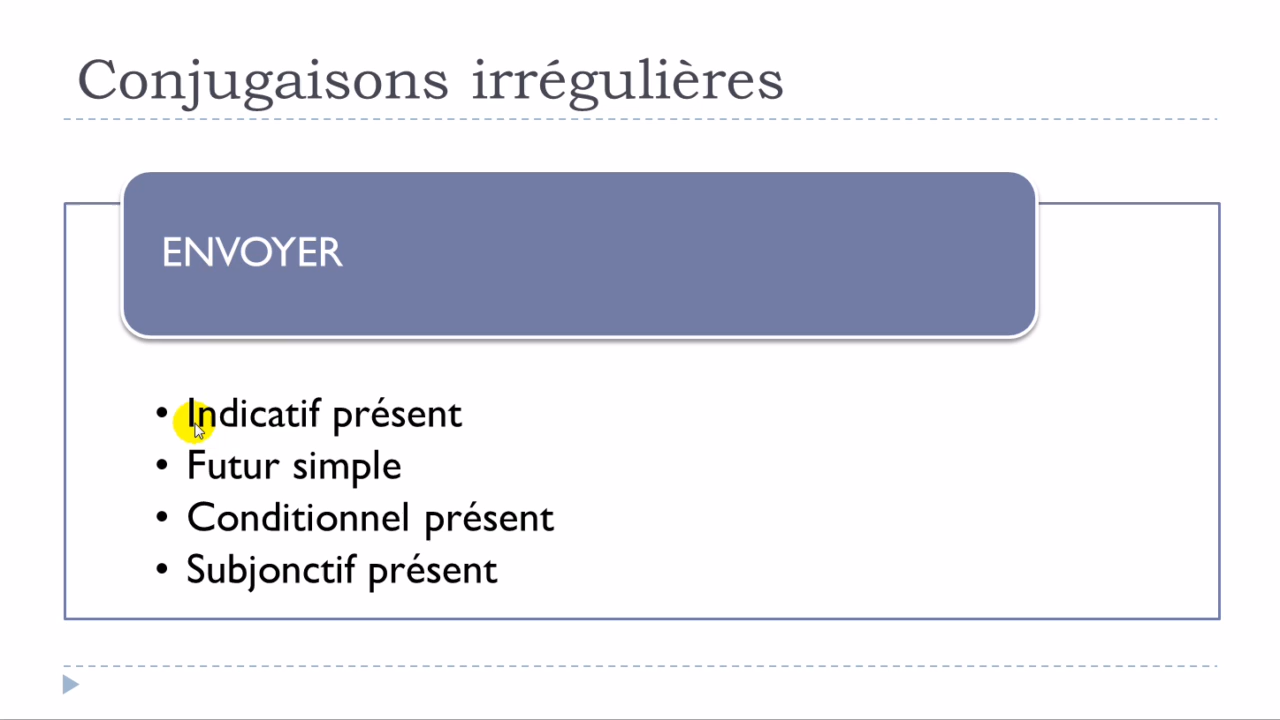 Conjugaisons irrégulières
ENVOYER
• Indicatif présent
• Futur simple
• Conditionnel présent
• Subjonctif présent